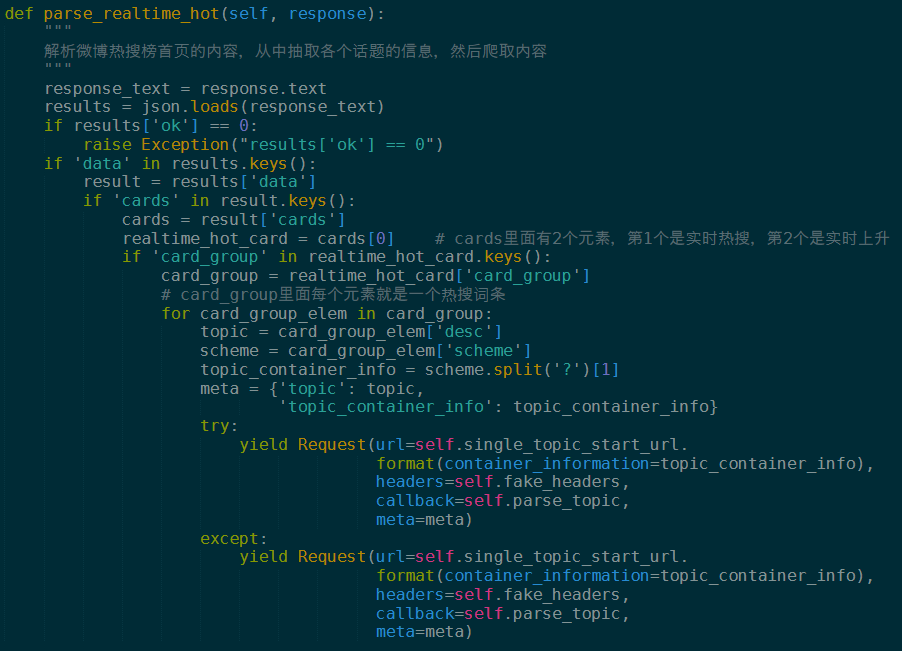 def parse_realtime_hot(self, response):
    """
    解析微博热搜榜首页的内容，从中抽取各个话题的信息，然后爬取内容
    """
    response_text = response.text
    results = json.loads(response_text)
    if results['ok'] == 0:
        raise Exception("results['ok'] == 0")
    if 'data' in results.keys():
        result = results['data']
        if 'cards' in result.keys():
            cards = result['cards']
            realtime_hot_card = cards[0]    # cards里面有2个元素，第1个是实时热搜，第2个是实时上升
            if 'card_group' in realtime_hot_card.keys():
                card_group = realtime_hot_card['card_group']
                # card_group里面每个元素就是一个热搜词条
                for card_group_elem in card_group:
                    topic = card_group_elem['desc']
                    scheme = card_group_elem['scheme']
                    topic_container_info = scheme.split('?')[1]
                    meta = {'topic': topic,
                            'topic_container_info': topic_container_info}
                    try:
                        yield Request(url=self.single_topic_start_url.
                                      format(container_information=topic_container_info),
                                      headers=self.fake_headers,
                                      callback=self.parse_topic,
                                      meta=meta)
                    except:
                        yield Request(url=self.single_topic_start_url.
                                      format(container_information=topic_container_info),
                                      headers=self.fake_headers,
                                      callback=self.parse_topic,
                                      meta=meta)